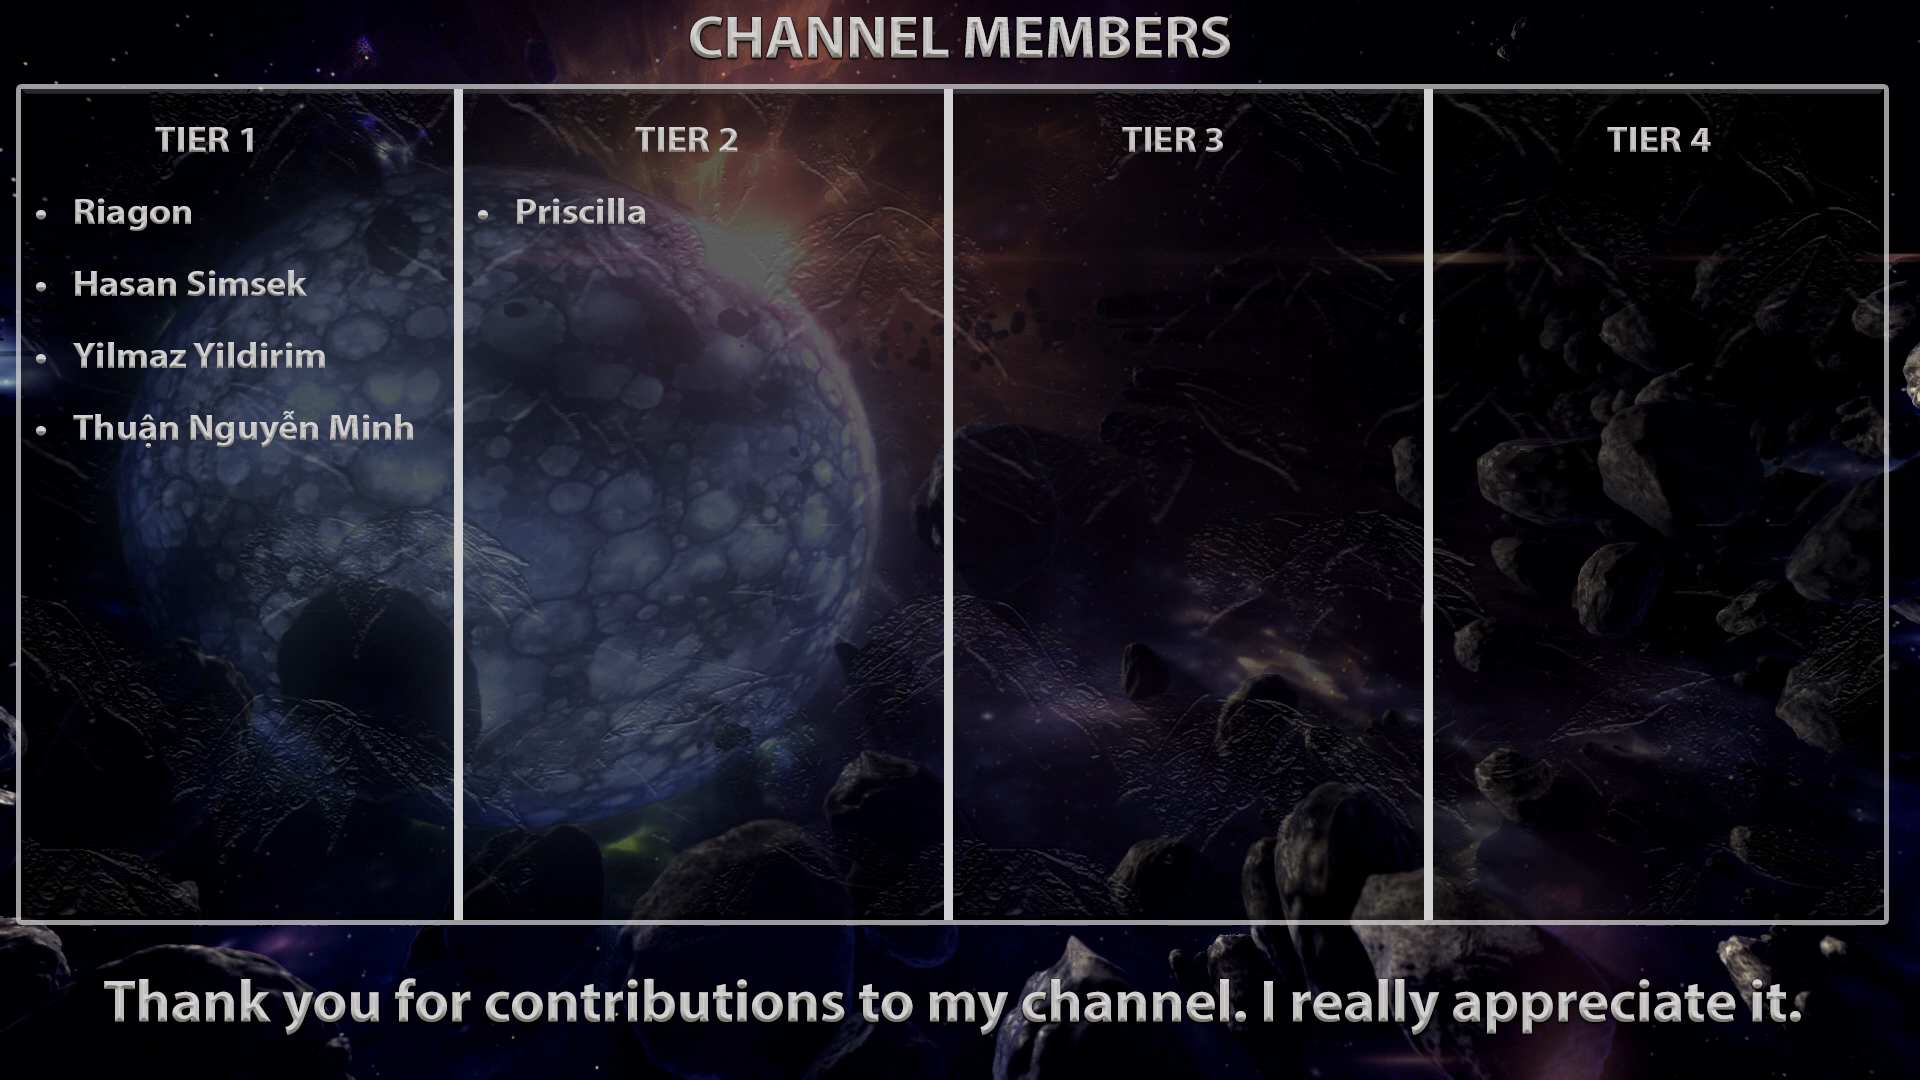 CHANNEL MEMBERS
TIER 1
• Riagon
• Hasan Simsek
• Yilmaz Yildirim
• Thuận Nguyễn Minh
TIER 2
• Priscilla
TIER 3
TIER 4
Thank you for contributions to my channel. I really appreciate it.